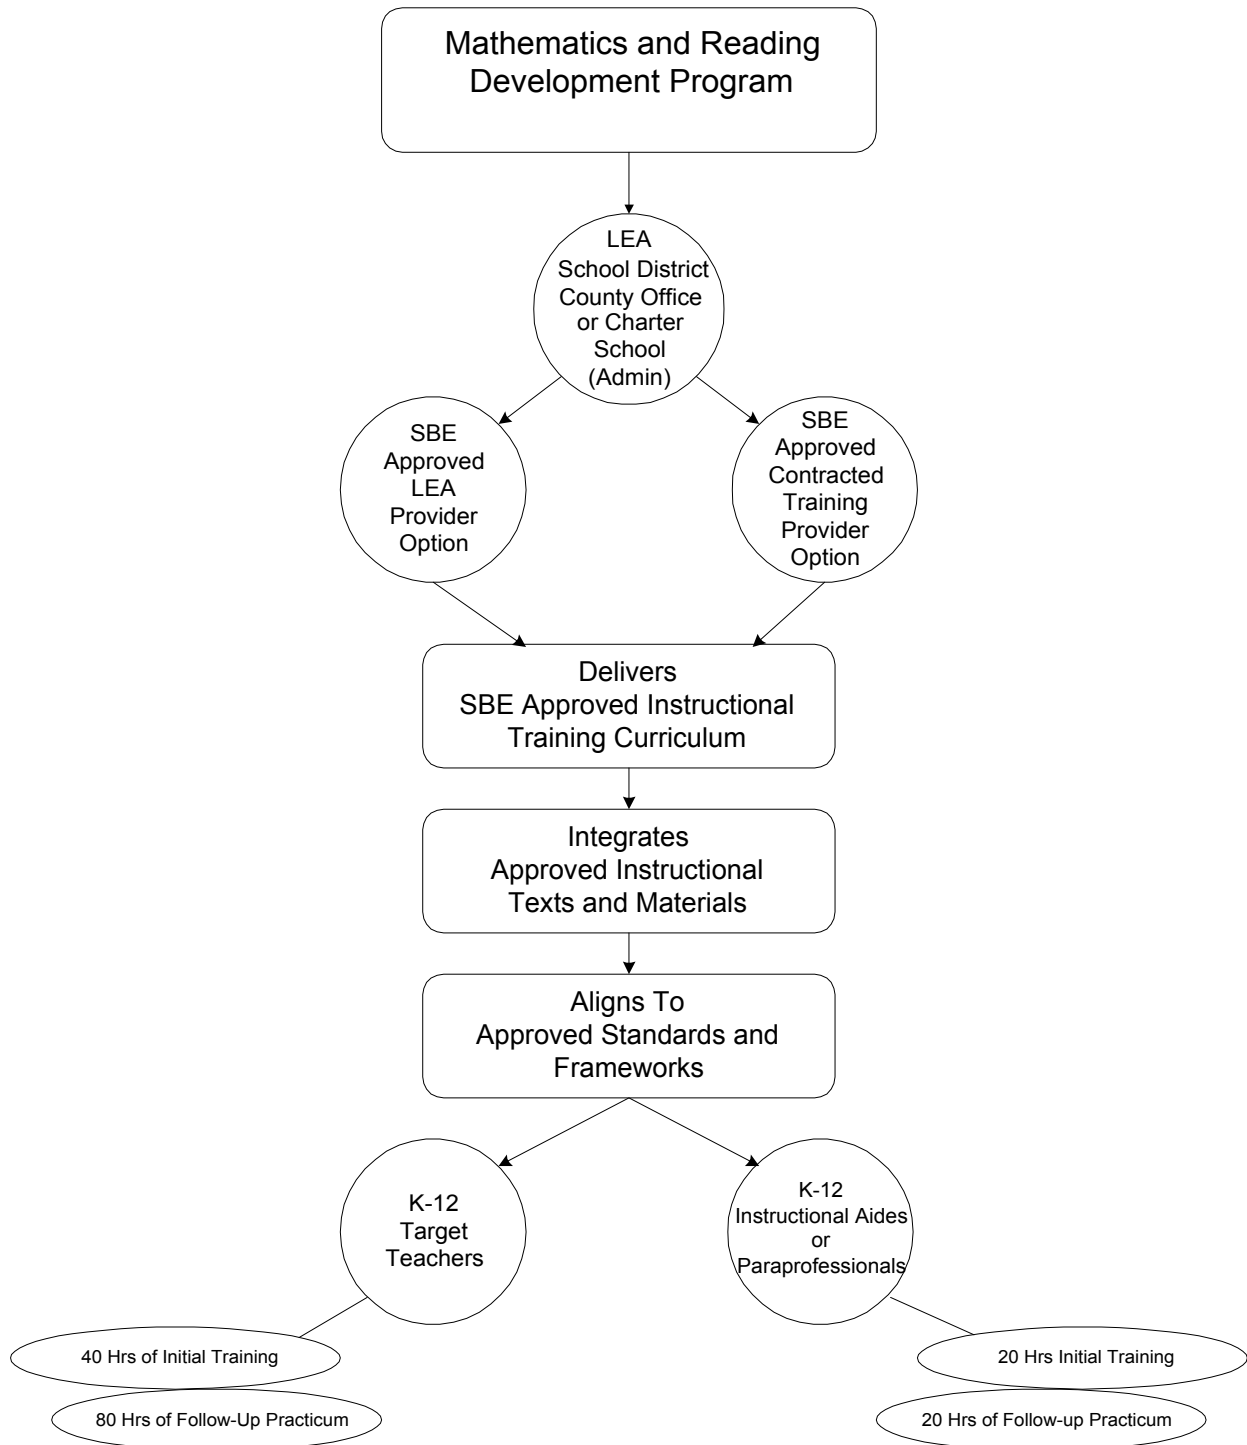 Mathematics and Reading
Development Program
LEA
School District
County Office
or Charter
School
(Admin)
SBE
Approved
LEA
Provider
Option
SBE
Approved
Contracted
Training
Provider
Option
Delivers
SBE Approved Instructional
Training Curriculum
Integrates
Approved Instructional
Texts and Materials
Aligns To
Approved Standards and
Frameworks
K-12
Target
Teachers
K-12
Instructional Aides
or
Paraprofessionals
40 Hrs of Initial Training
80 Hrs of Follow-Up Practicum
20 Hrs Initial Training
20 Hrs of Follow-up Practicum